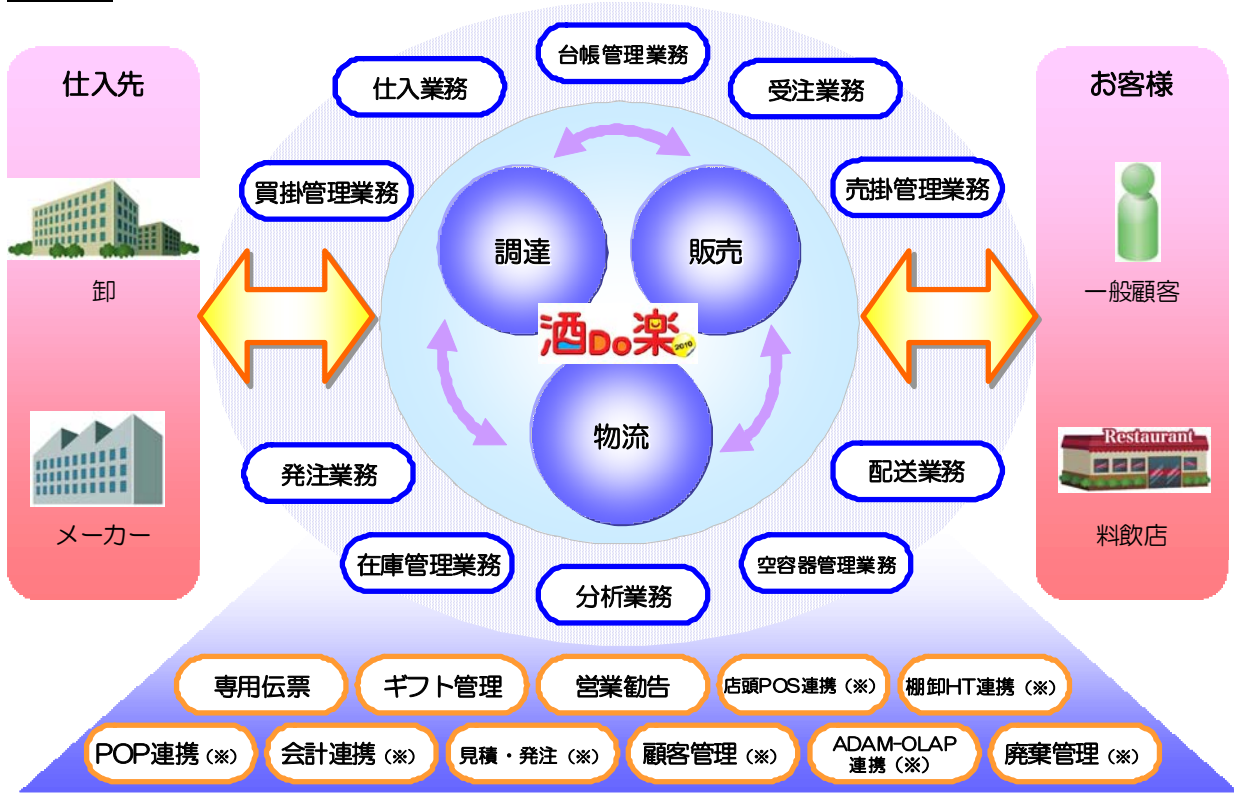 台帳管理業務
仕入先
仕入業務
受注業務
お客様
買掛管理業務
売掛管理業務
調達
販売
卸
一般顧客
酒Do楽
2010
物流
Restaurant
発注業務
配送業務
メーカー
料飲店
在庫管理業務
空容器管理業務
分析業務
専用伝票
ギフト管理
営業勧告
店頭POS連携(※)
棚卸HT連携(※)
POP連携(※)
会計連携(※)
見積・発注(※)
顧客管理(※)
ADAM-OLAP
連携(※)
廃棄管理(※)